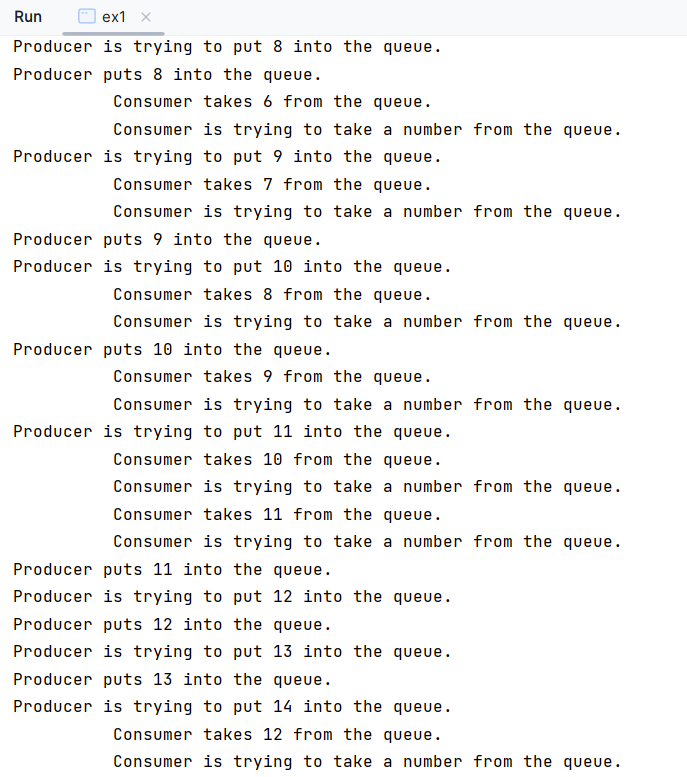 Run ex1
Producer is trying to put 8 into the queue.
Producer puts 8 into the queue.
Consumer takes 6 from the queue.
Consumer is trying to take a number from the queue.
Producer is trying to put 9 into the queue.
Consumer takes 7 from the queue.
Consumer is trying to take a number from the queue.
Producer puts 9 into the queue.
Producer is trying to put 10 into the queue.
Consumer takes 8 from the queue.
Consumer is trying to take a number from the queue.
Producer puts 10 into the queue.
Consumer takes 9 from the queue.
Consumer is trying to take a number from the queue.
Producer is trying to put 11 into the queue.
Consumer takes 10 from the queue.
Consumer is trying to take a number from the queue.
Consumer takes 11 from the queue.
Consumer is trying to take a number from the queue.
Producer puts 11 into the queue.
Producer is trying to put 12 into the queue.
Producer puts 12 into the queue.
Producer is trying to put 13 into the queue.
Producer puts 13 into the queue.
Producer is trying to put 14 into the queue.
Consumer takes 12 from the queue.
Consumer is trying to take a number from the queue.